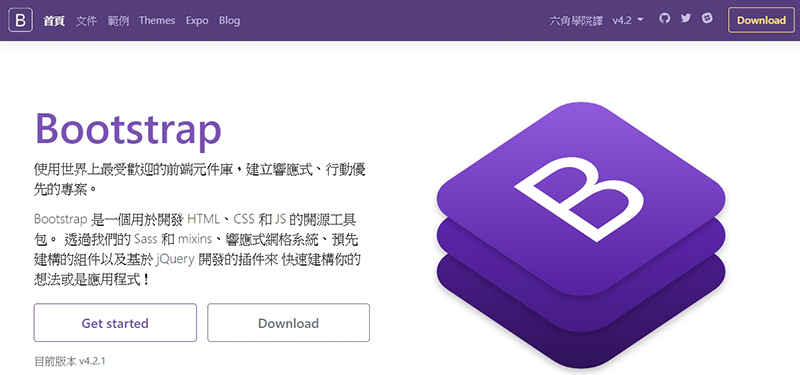 B 首頁 文件 範例 Themes Expo Blog 六角學院譯 v4.2 Download
Bootstrap
使用世界上最受歡迎的前端元件庫，建立響應式、行動優
先的專案。
Bootstrap 是一個用於開發 HTML、CSS 和 JS 的開源工具
包。 透過我們的 Sass 和 mixins、響應式網格系統、預先
建構的組件以及基於 jQuery 開發的插件來 快速建構你的
想法或是應用程式！
Get started Download
目前版本 v4.2.1
B